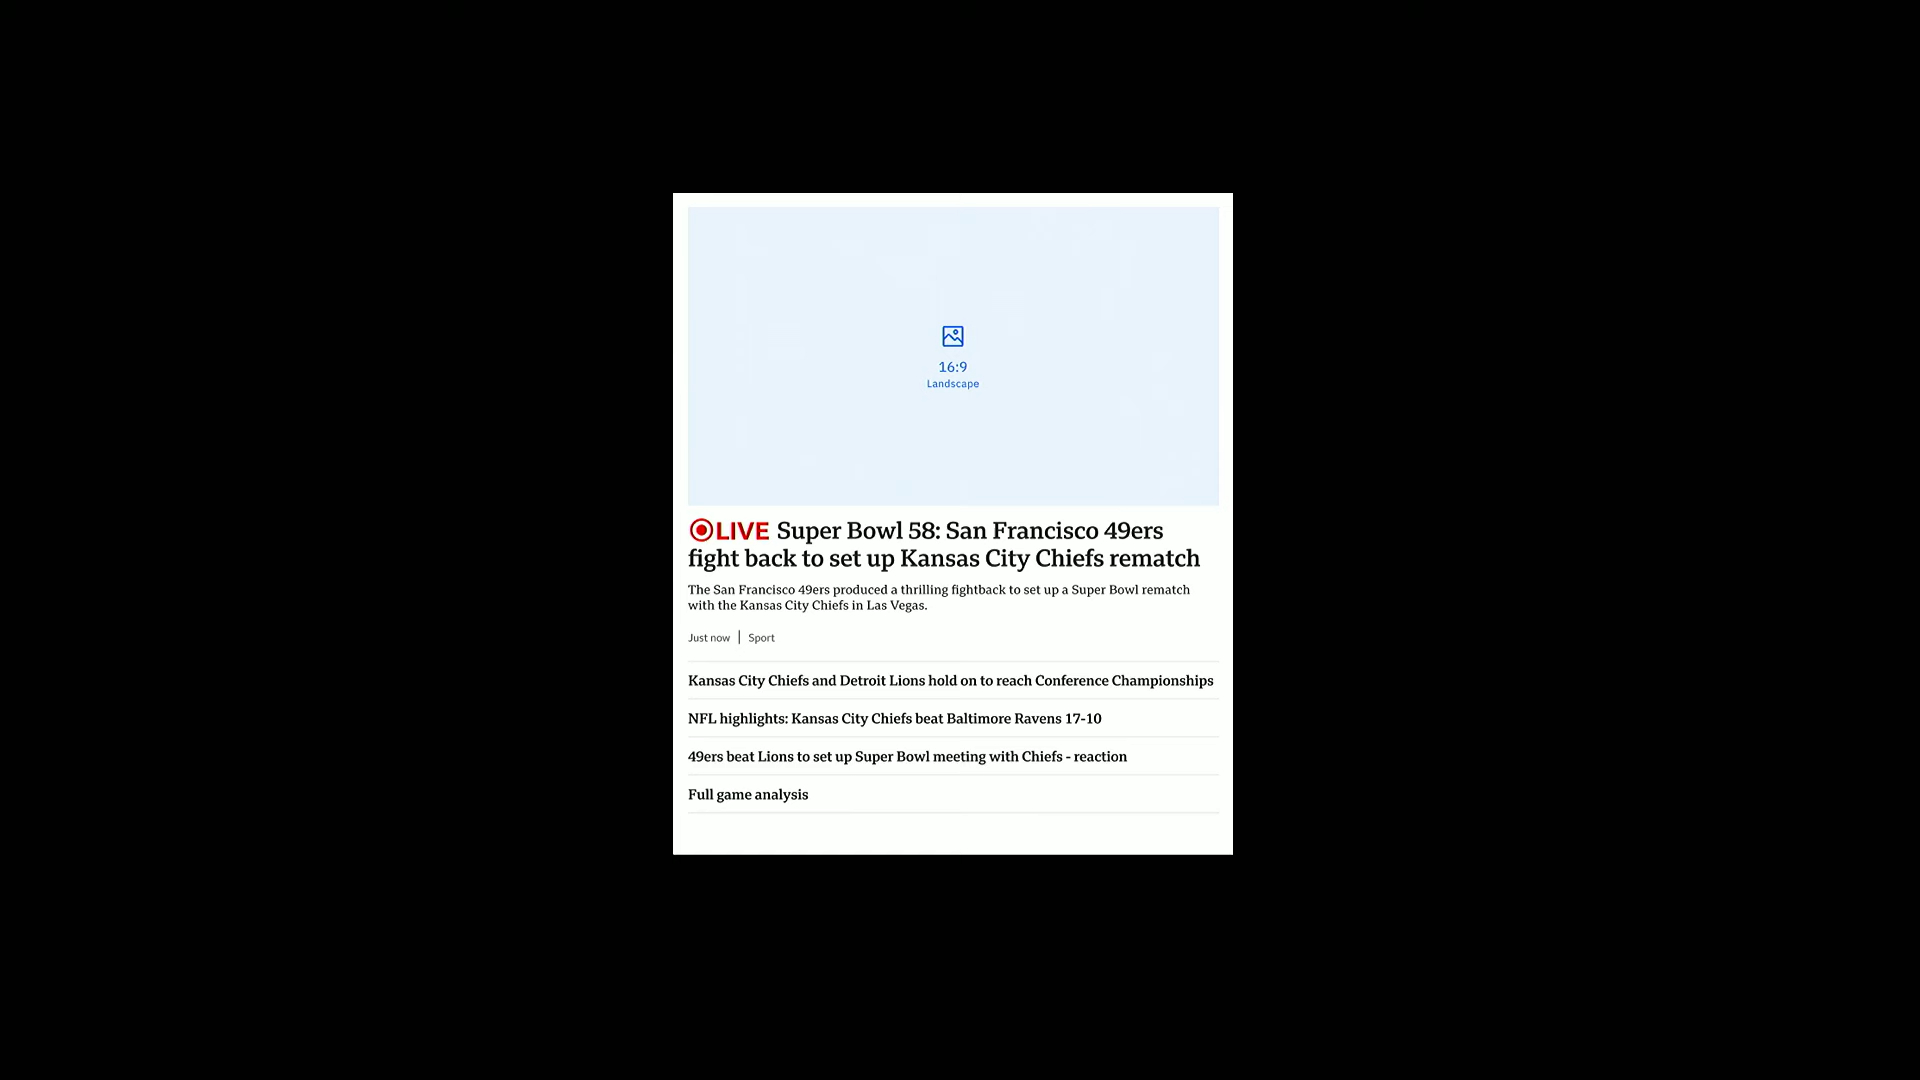 16:9
Landscape
LIVE Super Bowl 58: San Francisco 49ers
fight back to set up Kansas City Chiefs rematch
The San Francisco 49ers produced a thrilling fightback to set up a Super Bowl rematch
with the Kansas City Chiefs in Las Vegas.
Just now | Sport
Kansas City Chiefs and Detroit Lions hold on to reach Conference Championships
NFL highlights: Kansas City Chiefs beat Baltimore Ravens 17-10
49ers beat Lions to set up Super Bowl meeting with Chiefs - reaction
Full game analysis